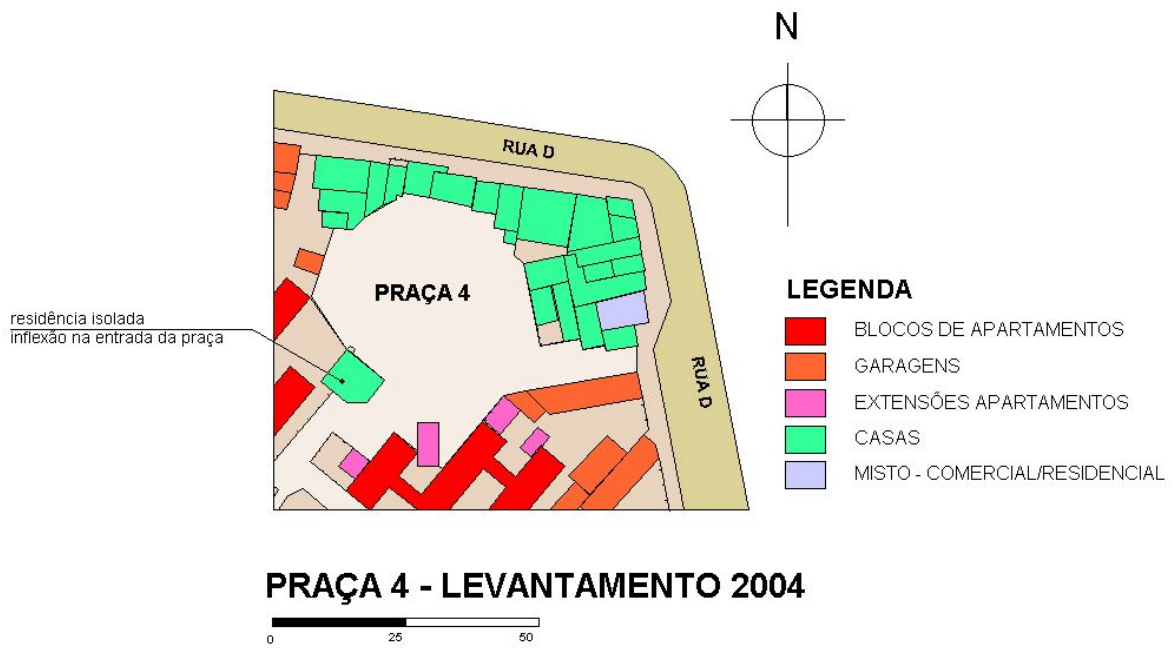 N
RUA D
PRAÇA 4
residência isolada
inflexão na entrada da praça
RUA D
LEGENDA
BLOCOS DE APARTAMENTOS
GARAGENS
EXTENSÕES APARTAMENTOS
CASAS
MISTO - COMERCIAL/RESIDENCIAL
PRAÇA 4 - LEVANTAMENTO 2004
0 25 50